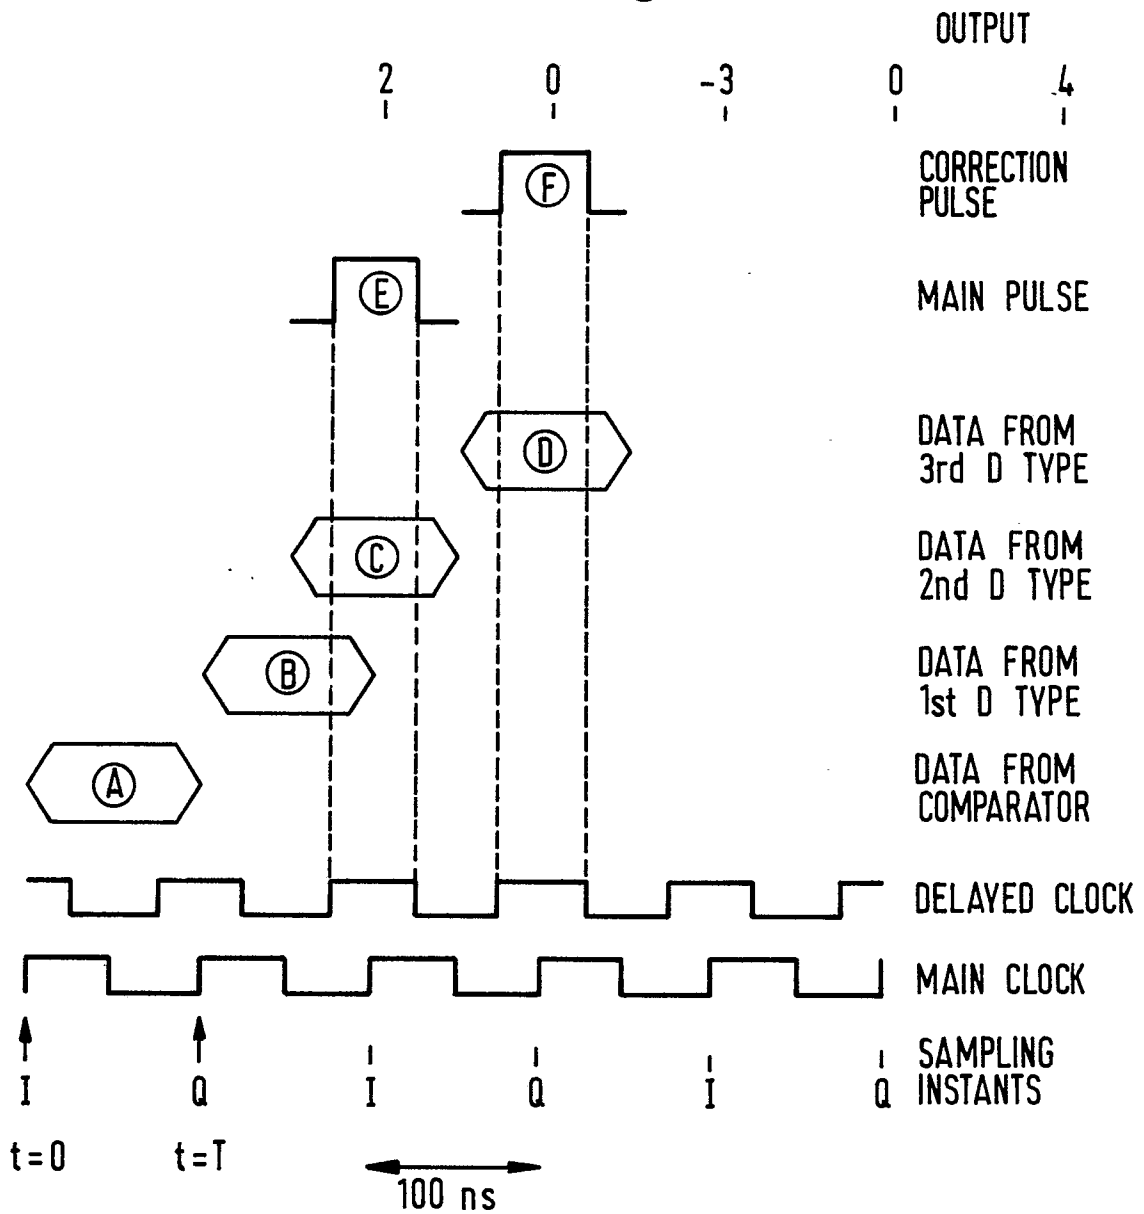 OUTPUT
2 0 -3 0 4
F
CORRECTION
PULSE
E
MAIN PULSE
D
DATA FROM
3rd D TYPE
C
DATA FROM
2nd D TYPE
B
DATA FROM
1st D TYPE
A
DATA FROM
COMPARATOR
DELAYED CLOCK
MAIN CLOCK
SAMPLING
INSTANTS
I Q I Q I Q
t=0 t=T
100 ns